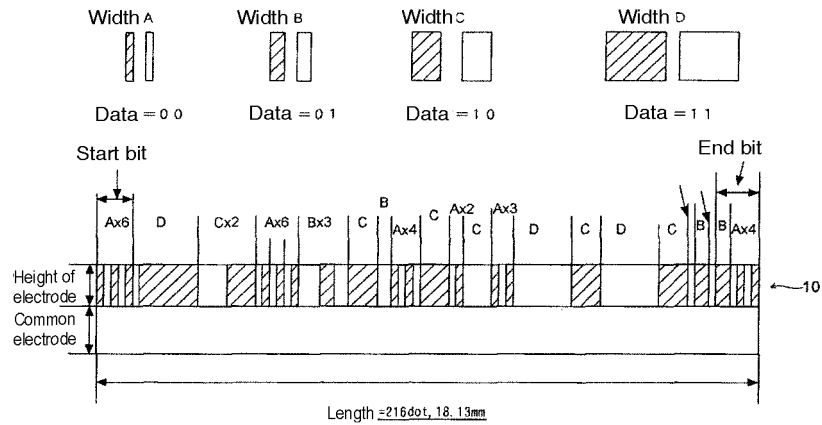 Width A Width B Width C Width D
Data = 0 0 Data = 0 1 Data = 1 0 Data = 1 1
Start bit End bit
B
Ax6 D Cx2 Ax6 Bx3 C Ax4 C Ax2 C Ax3 D C D C B B Ax4
Height of
electrode
10
Common
electrode
Length =216dot, 18.13mm